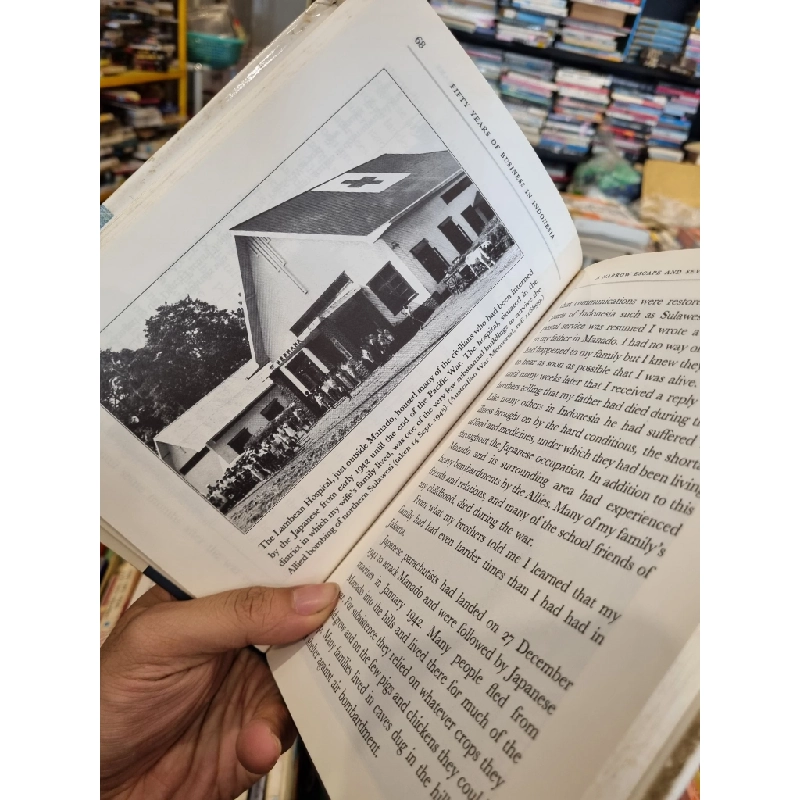 68
FIFTY YEARS OF BUSINESS IN INDONESIA
The Lambean Hospital, just outside Manado, housed many of the civilians who had been interned
by the Japanese from early 1942 until the end of the Pacific War. The hospital, situated in the
district in which my wife's family lived, was one of the very few substantial buildings to survive the
Allied bombing of northern Sulawesi (taken 14 Sept. 1945). (Australian War Memorial,
A NARROW ESCAPE AND
communications were restored
of Indonesia such as Sulawesi
service was resumed I wrote a
to my father in Manado. I had no way of
had happened to my family but I knew they
to hear as soon as possible that I was alive.
until many weeks later that I received a reply
brothers telling that my father had died during
Like many others in Indonesia he had suffered
illness brought on by the hard conditions, the
of food and medicines, under which they had been living
throughout the Japanese occupation. In addition to this
Manado and its surrounding area had experienced
heavy bombardments by the Allies. Many of my family's
friends and relations, and many of the school friends of
my childhood, died during the war.
From what my brothers told me I learned that my
family had had even harder times than I had had in
Jakarta.
Japanese parachutists had landed on 27 December
1941 to attack Manado and were followed by Japanese
marines in January 1942. Many people fled from
Manado into the hills and lived there for much of the
For subsistence they relied on whatever crops they
grow and on the few pigs and chickens they could
Many families lived in caves dug in the hills
against air bombardment.